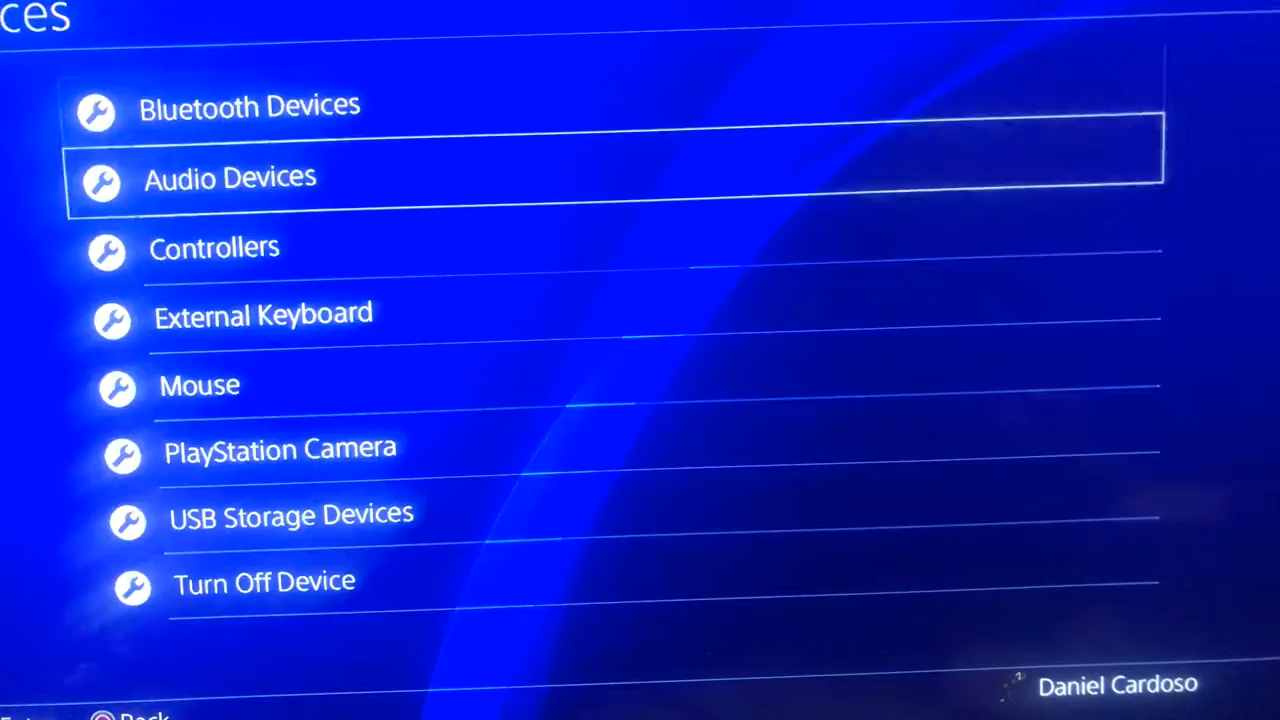 ces
Bluetooth Devices
Audio Devices
Controllers
External Keyboard
Mouse
PlayStation Camera
USB Storage Devices
Turn Off Device
Daniel Cardoso
Back